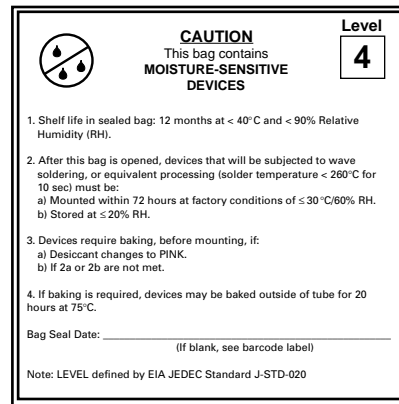 CAUTION
Level
This bag contains
MOISTURE-SENSITIVE
DEVICES
4
1. Shelf life in sealed bag: 12 months at < 40°C and < 90% Relative
Humidity (RH).
2. After this bag is opened, devices that will be subjected to wave
soldering, or equivalent processing (solder temperature < 260°C for
10 sec) must be:
a) Mounted within 72 hours at factory conditions of ≤ 30°C/60% RH.
b) Stored at ≤ 20% RH.
3. Devices require baking, before mounting, if:
a) Desiccant changes to PINK.
b) If 2a or 2b are not met.
4. If baking is required, devices may be baked outside of tube for 20
hours at 75°C.
Bag Seal Date: ____________________
(If blank, see barcode label)
Note: LEVEL defined by EIA JEDEC Standard J-STD-020